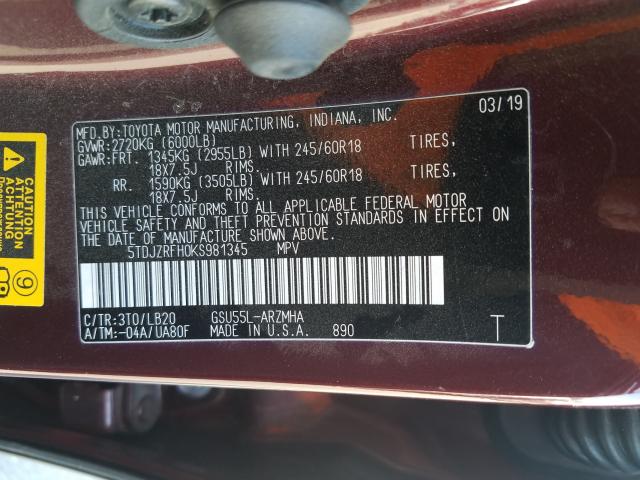 MFD.BY:TOYOTA MOTOR MANUFACTURING, INDIANA, INC. 03/19
GVWR:2720KG (6000LB)
GAWR:FRT. 1345KG (2955LB) WITH 245/60R18 TIRES,
18X7.5J RIMS.
RR. 1590KG (3505LB) WITH 245/60R18 TIRES,
18X7.5J RIMS.
THIS VEHICLE CONFORMS TO ALL APPLICABLE FEDERAL MOTOR
VEHICLE SAFETY AND THEFT PREVENTION STANDARDS IN EFFECT ON
THE DATE OF MANUFACTURE SHOWN ABOVE.
5TDJZRFH0KS981345 MPV
C/TR:3T0/LB20 GSU55L-ARZMHA
A/TM:-04A/UA80F MADE IN U.S.A. 890 T
ATTENTION
ACHTUNG
9